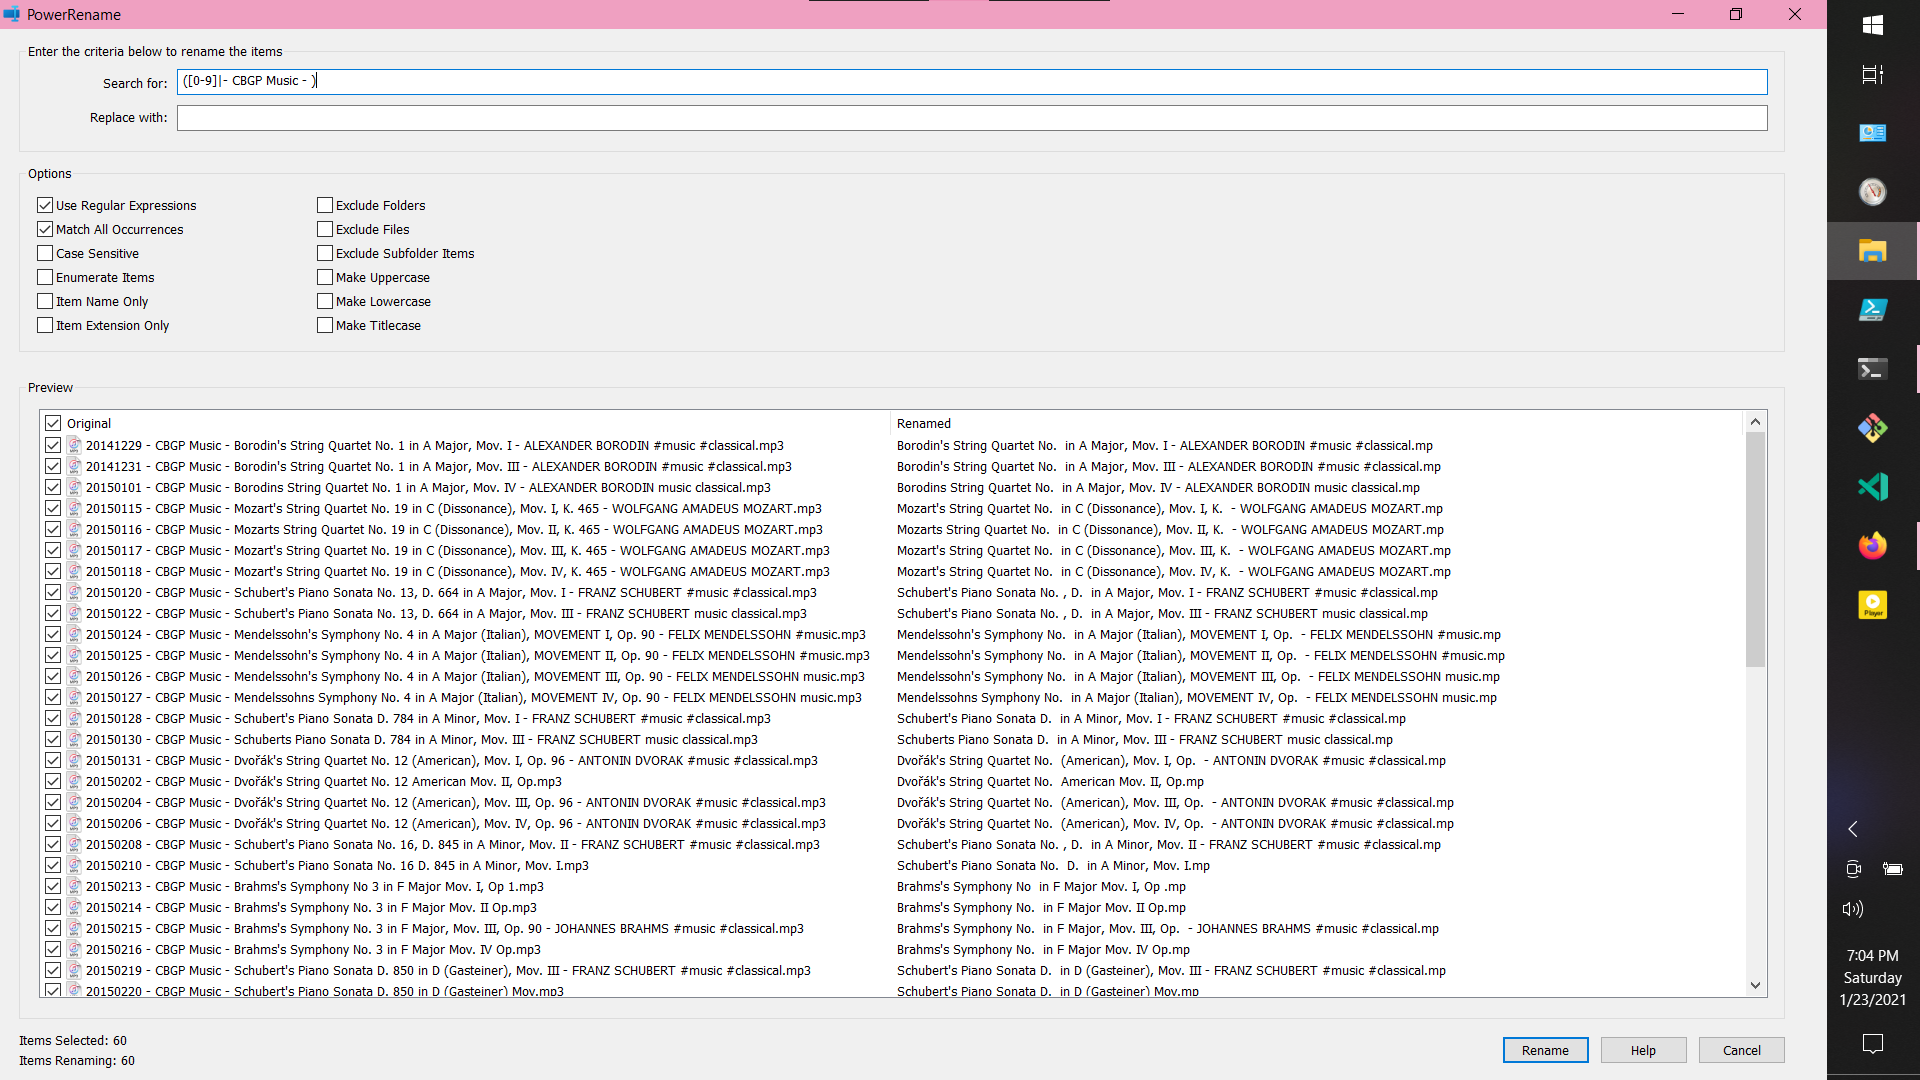 PowerRename
Enter the criteria below to rename the items
Search for: ([0-9]|- CBGP Music - )
Replace with:
Options
Use Regular Expressions
Match All Occurrences
Case Sensitive
Enumerate Items
Item Name Only
Item Extension Only
Exclude Folders
Exclude Files
Exclude Subfolder Items
Make Uppercase
Make Lowercase
Make Titlecase
Preview
Original Renamed
20141229 - CBGP Music - Borodin's String Quartet No. 1 in A Major, Mov. I - ALEXANDER BORODIN #music #classical.mp3 Borodin's String Quartet No.  in A Major, Mov. I - ALEXANDER BORODIN #music #classical.mp
20141231 - CBGP Music - Borodin's String Quartet No. 1 in A Major, Mov. III - ALEXANDER BORODIN #music #classical.mp3 Borodin's String Quartet No.  in A Major, Mov. III - ALEXANDER BORODIN #music #classical.mp
20150101 - CBGP Music - Borodins String Quartet No. 1 in A Major, Mov. IV - ALEXANDER BORODIN music classical.mp3 Borodins String Quartet No.  in A Major, Mov. IV - ALEXANDER BORODIN music classical.mp
20150115 - CBGP Music - Mozart's String Quartet No. 19 in C (Dissonance), Mov. I, K. 465 - WOLFGANG AMADEUS MOZART.mp3 Mozart's String Quartet No.  in C (Dissonance), Mov. I, K.  - WOLFGANG AMADEUS MOZART.mp
20150116 - CBGP Music - Mozarts String Quartet No. 19 in C (Dissonance), Mov. II, K. 465 - WOLFGANG AMADEUS MOZART.mp3 Mozarts String Quartet No.  in C (Dissonance), Mov. II, K.  - WOLFGANG AMADEUS MOZART.mp
20150117 - CBGP Music - Mozart's String Quartet No. 19 in C (Dissonance), Mov. III, K. 465 - WOLFGANG AMADEUS MOZART.mp3 Mozart's String Quartet No.  in C (Dissonance), Mov. III, K.  - WOLFGANG AMADEUS MOZART.mp
20150118 - CBGP Music - Mozart's String Quartet No. 19 in C (Dissonance), Mov. IV, K. 465 - WOLFGANG AMADEUS MOZART.mp3 Mozart's String Quartet No.  in C (Dissonance), Mov. IV, K.  - WOLFGANG AMADEUS MOZART.mp
20150120 - CBGP Music - Schubert's Piano Sonata No. 13, D. 664 in A Major, Mov. I - FRANZ SCHUBERT #music #classical.mp3 Schubert's Piano Sonata No. , D.  in A Major, Mov. I - FRANZ SCHUBERT #music #classical.mp
20150122 - CBGP Music - Schubert's Piano Sonata No. 13, D. 664 in A Major, Mov. III - FRANZ SCHUBERT music classical.mp3 Schubert's Piano Sonata No. , D.  in A Major, Mov. III - FRANZ SCHUBERT music classical.mp
20150124 - CBGP Music - Mendelssohn's Symphony No. 4 in A Major (Italian), MOVEMENT I, Op. 90 - FELIX MENDELSSOHN #music.mp3 Mendelssohn's Symphony No.  in A Major (Italian), MOVEMENT I, Op.  - FELIX MENDELSSOHN #music.mp
20150125 - CBGP Music - Mendelssohn's Symphony No. 4 in A Major (Italian), MOVEMENT II, Op. 90 - FELIX MENDELSSOHN #music.mp3 Mendelssohn's Symphony No.  in A Major (Italian), MOVEMENT II, Op.  - FELIX MENDELSSOHN #music.mp
20150126 - CBGP Music - Mendelssohn's Symphony No. 4 in A Major (Italian), MOVEMENT III, Op. 90 - FELIX MENDELSSOHN music.mp3 Mendelssohn's Symphony No.  in A Major (Italian), MOVEMENT III, Op.  - FELIX MENDELSSOHN music.mp
20150127 - CBGP Music - Mendelssohns Symphony No. 4 in A Major (Italian), MOVEMENT IV, Op. 90 - FELIX MENDELSSOHN music.mp3 Mendelssohns Symphony No.  in A Major (Italian), MOVEMENT IV, Op.  - FELIX MENDELSSOHN music.mp
20150128 - CBGP Music - Schubert's Piano Sonata D. 784 in A Minor, Mov. I - FRANZ SCHUBERT #music #classical.mp3 Schubert's Piano Sonata D.  in A Minor, Mov. I - FRANZ SCHUBERT #music #classical.mp
20150130 - CBGP Music - Schuberts Piano Sonata D. 784 in A Minor, Mov. III - FRANZ SCHUBERT music classical.mp3 Schuberts Piano Sonata D.  in A Minor, Mov. III - FRANZ SCHUBERT music classical.mp
20150131 - CBGP Music - Dvořák's String Quartet No. 12 (American), Mov. I, Op. 96 - ANTONIN DVORAK #music #classical.mp3 Dvořák's String Quartet No.  (American), Mov. I, Op.  - ANTONIN DVORAK #music #classical.mp
20150202 - CBGP Music - Dvořák's String Quartet No. 12 American Mov. II, Op.mp3 Dvořák's String Quartet No.  American Mov. II, Op.mp
20150204 - CBGP Music - Dvořák's String Quartet No. 12 (American), Mov. III, Op. 96 - ANTONIN DVORAK #music #classical.mp3 Dvořák's String Quartet No.  (American), Mov. III, Op.  - ANTONIN DVORAK #music #classical.mp
20150206 - CBGP Music - Dvořák's String Quartet No. 12 (American), Mov. IV, Op. 96 - ANTONIN DVORAK #music #classical.mp3 Dvořák's String Quartet No.  (American), Mov. IV, Op.  - ANTONIN DVORAK #music #classical.mp
20150208 - CBGP Music - Schubert's Piano Sonata No. 16, D. 845 in A Minor, Mov. II - FRANZ SCHUBERT #music #classical.mp3 Schubert's Piano Sonata No. , D.  in A Minor, Mov. II - FRANZ SCHUBERT #music #classical.mp
20150210 - CBGP Music - Schubert's Piano Sonata No. 16 D. 845 in A Minor, Mov. I.mp3 Schubert's Piano Sonata No.  D.  in A Minor, Mov. I.mp
20150213 - CBGP Music - Brahms's Symphony No 3 in F Major Mov. I, Op 1.mp3 Brahms's Symphony No  in F Major Mov. I, Op .mp
20150214 - CBGP Music - Brahms's Symphony No. 3 in F Major Mov. II Op.mp3 Brahms's Symphony No.  in F Major Mov. II Op.mp
20150215 - CBGP Music - Brahms's Symphony No. 3 in F Major, Mov. III, Op. 90 - JOHANNES BRAHMS #music #classical.mp3 Brahms's Symphony No.  in F Major, Mov. III, Op.  - JOHANNES BRAHMS #music #classical.mp
20150216 - CBGP Music - Brahms's Symphony No. 3 in F Major Mov. IV Op.mp3 Brahms's Symphony No.  in F Major Mov. IV Op.mp
20150219 - CBGP Music - Schubert's Piano Sonata D. 850 in D (Gasteiner), Mov. III - FRANZ SCHUBERT #music #classical.mp3 Schubert's Piano Sonata D.  in D (Gasteiner), Mov. III - FRANZ SCHUBERT #music #classical.mp
20150220 - CBGP Music - Schubert's Piano Sonata D. 850 in D (Gasteiner) Mov.mp3 Schubert's Piano Sonata D.  in D (Gasteiner) Mov.mp
Items Selected: 60
Items Renaming: 60
Rename Help Cancel
Player
7:04 PM
Saturday
1/23/2021